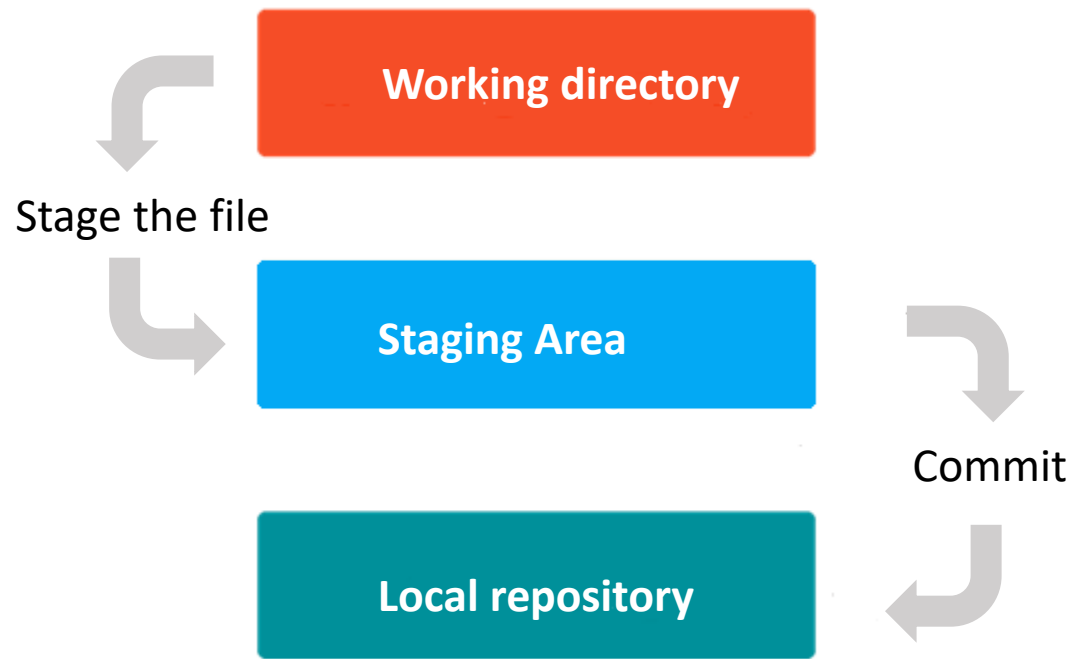 Working directory
Stage the file
Staging Area
Commit
Local repository